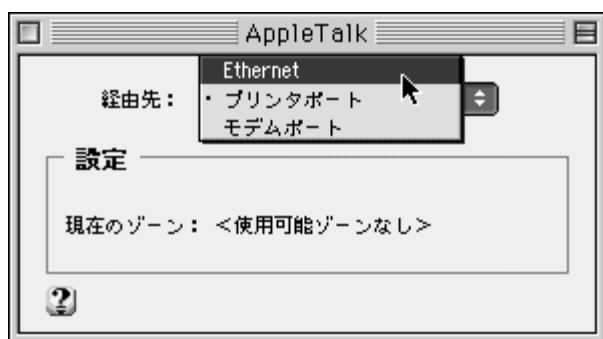 AppleTalk
Ethernet
経由先： ・プリンタポート
モデムポート
設定
現在のゾーン： ＜使用可能ゾーンなし＞
?